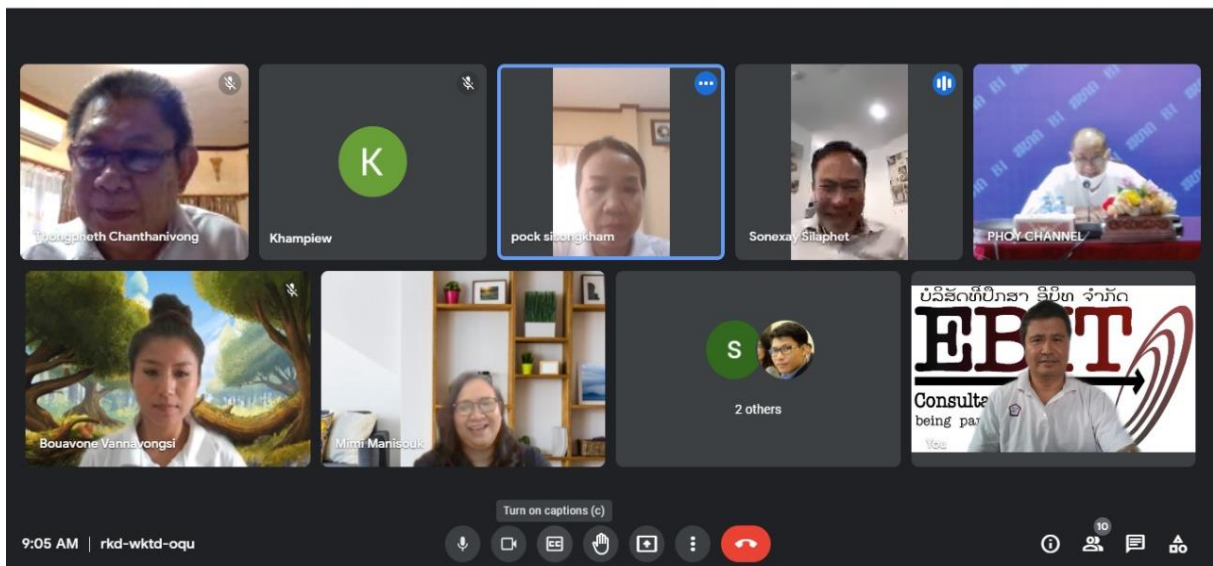 Thongpheth Chanthanivong
K
Khampiew
pock sisongkham
Sonexay Silaphet
PHOY CHANNEL
Bouavone Vannavongsi
Mimi Manisouk
S
2 others
ບໍລິສັດທີ່ປຶກສາ ອີບິທ ຈຳກັດ
EBIT
Consulta
being pa
You
Turn on captions (c)
9:05 AM | rkd-wktd-oqu
CC
10